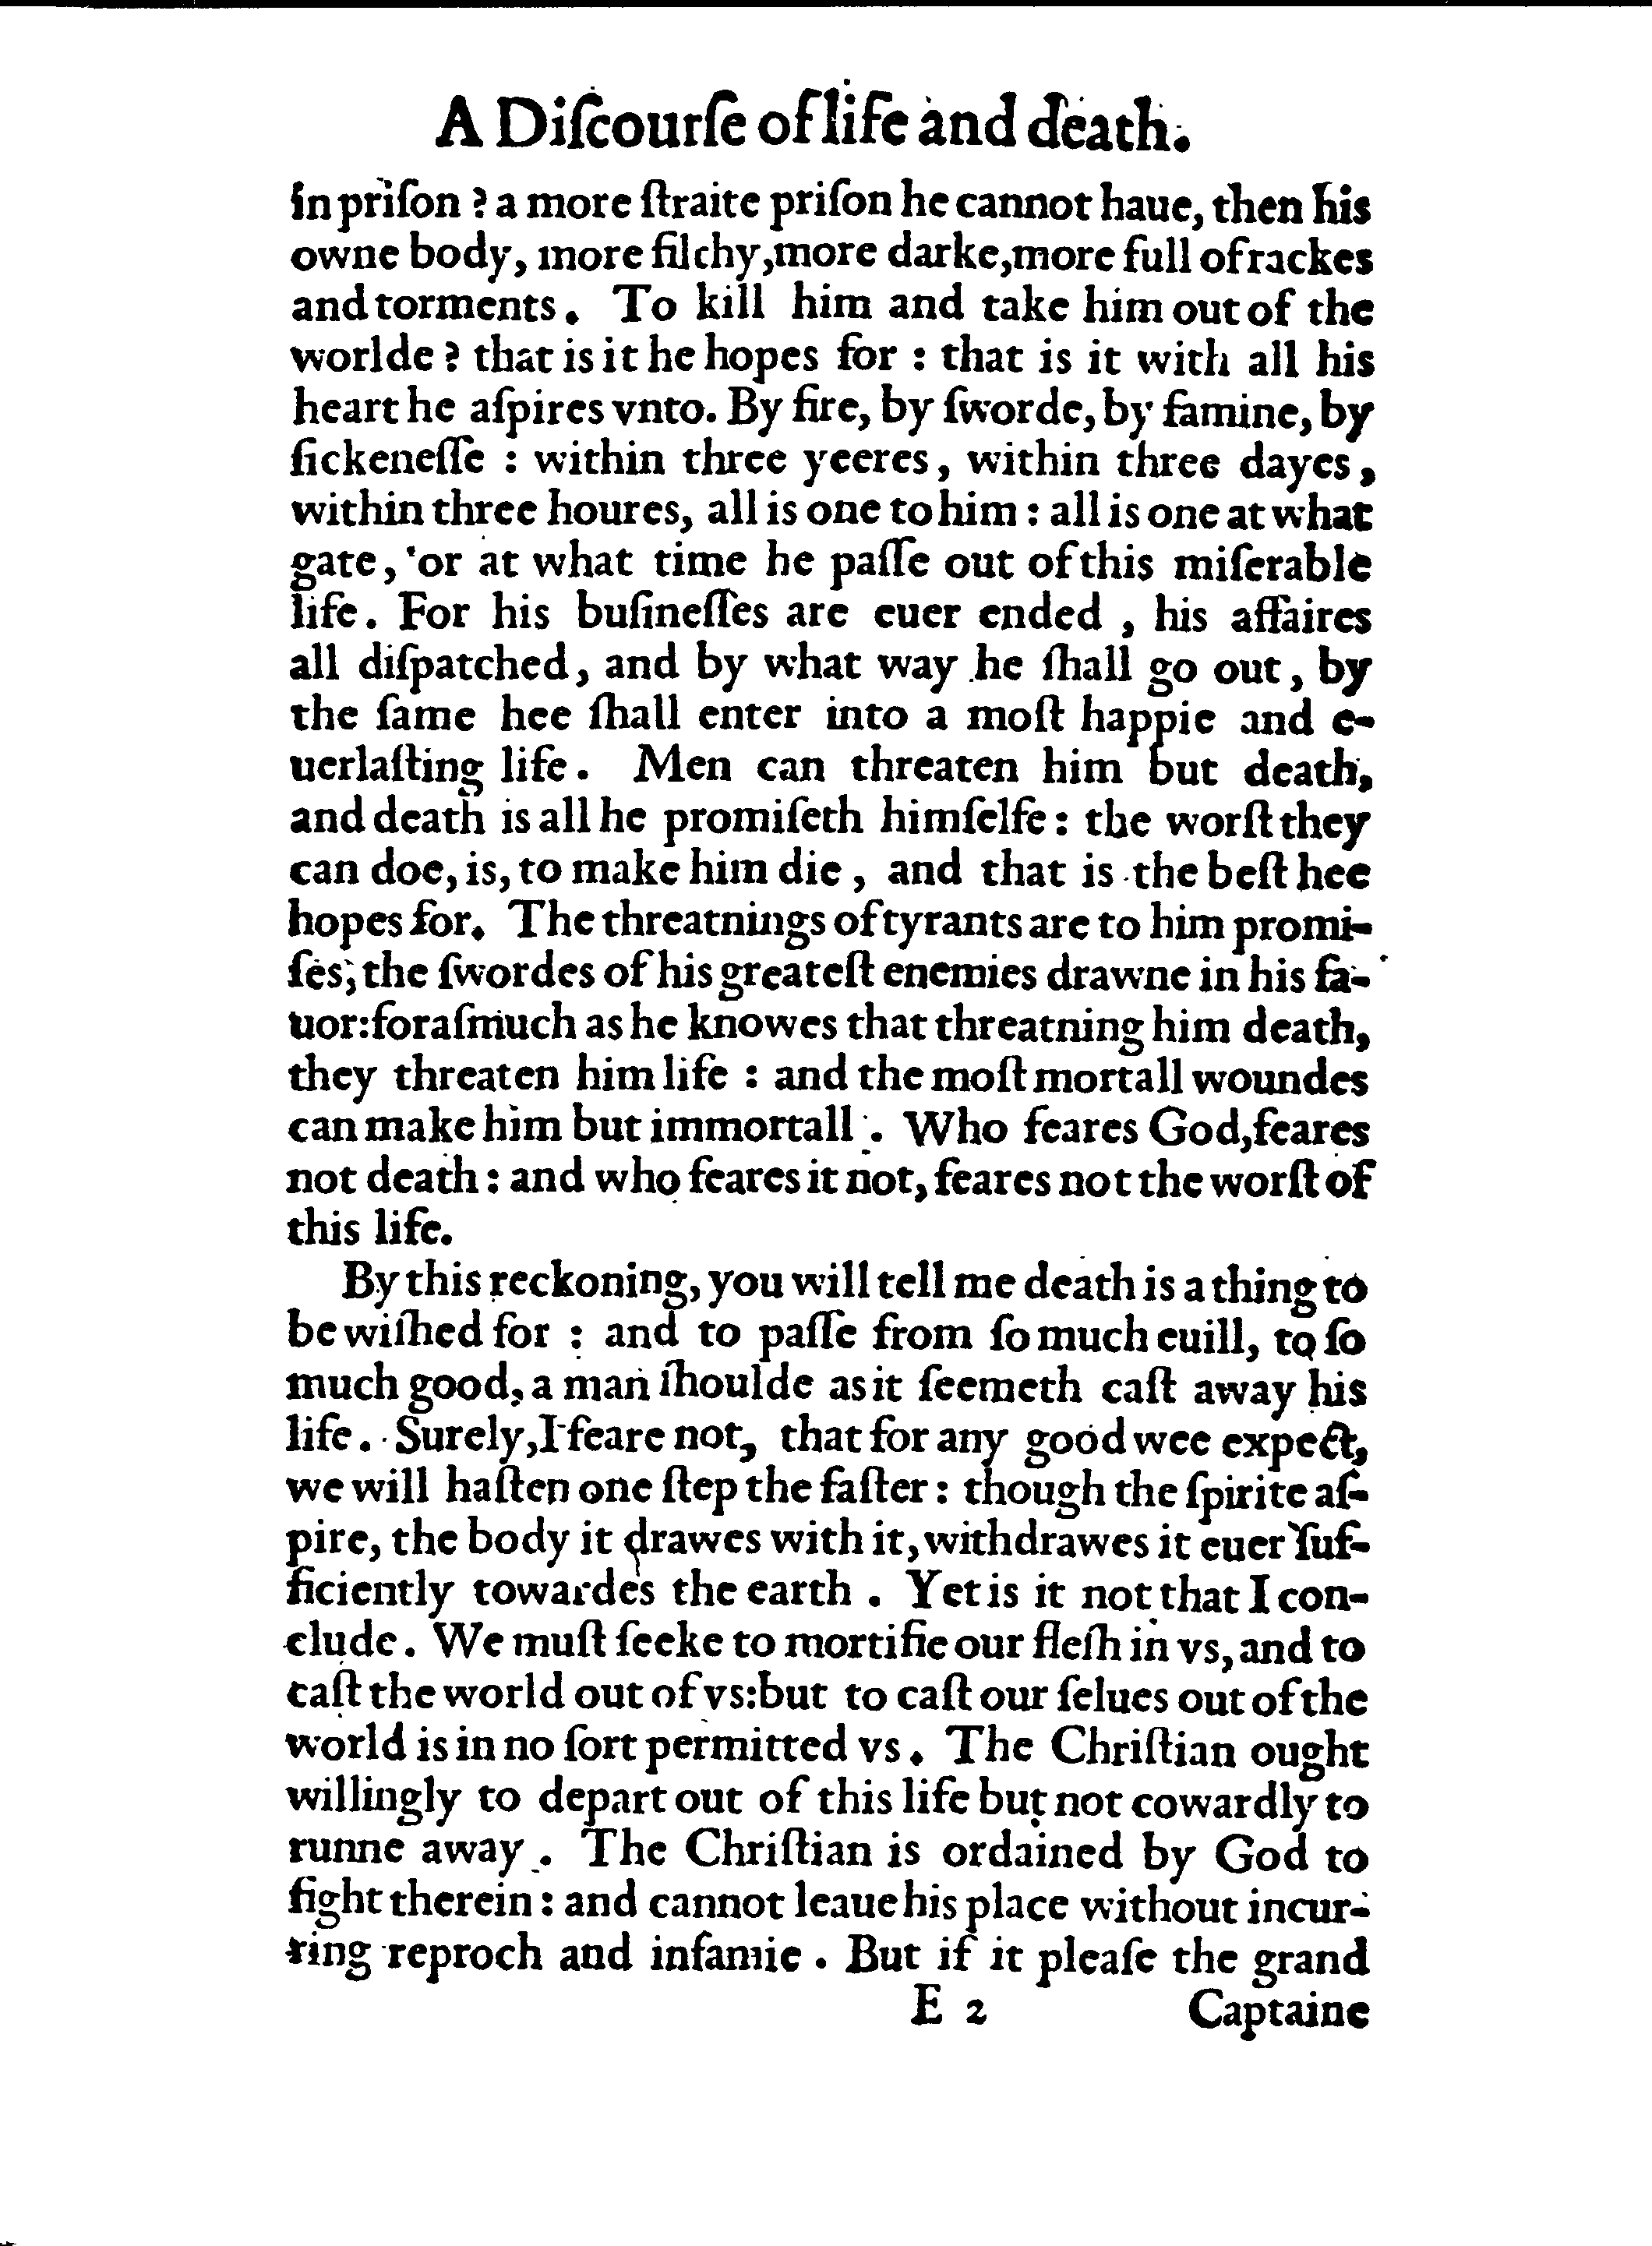 A Diſcourſe of life and death.
in priſon ? a more ſtraite priſon he cannot haue, then his
owne body, more filthy, more darke, more full of rackes
and torments. To kill him and take him out of the
worlde ? that is it he hopes for : that is it with all his
heart he aſpires vnto. By fire, by ſworde, by famine, by
ſickeneſſe : within three yeeres, within three dayes,
within three houres, all is one to him : all is one at what
gate, or at what time he paſſe out of this miſerable
life. For his buſineſſes are euer ended, his affaires
all diſpatched, and by what way he ſhall go out, by
the ſame hee ſhall enter into a moſt happie and e-
uerlaſting life. Men can threaten him but death,
and death is all he promiſeth himſelfe : the worſt they
can doe, is, to make him die, and that is the beſt hee
hopes for. The threatnings of tyrants are to him promi-
ſes; the ſwordes of his greateſt enemies drawne in his fa-
uor: foraſmuch as he knowes that threatning him death,
they threaten him life : and the moſt mortall woundes
can make him but immortall. Who feares God, feares
not death : and who feares it not, feares not the worſt of
this life.
By this reckoning, you will tell me death is a thing to
be wiſhed for : and to paſſe from ſo much euill, to ſo
much good, a man ſhoulde as it ſeemeth caſt away his
life. Surely, I feare not, that for any good wee expect,
we will haſten one ſtep the faſter : though the ſpirite aſ-
pire, the body it drawes with it, withdrawes it euer ſuf-
ficiently towardes the earth. Yet is it not that I con-
clude. We muſt ſeeke to mortifie our fleſh in vs, and to
caſt the world out of vs: but to caſt our ſelues out of the
world is in no ſort permitted vs. The Chriſtian ought
willingly to depart out of this life but not cowardly to
runne away. The Chriſtian is ordained by God to
fight therein : and cannot leaue his place without incur-
ring reproch and infamie. But if it pleaſe the grand
E 2 Captaine